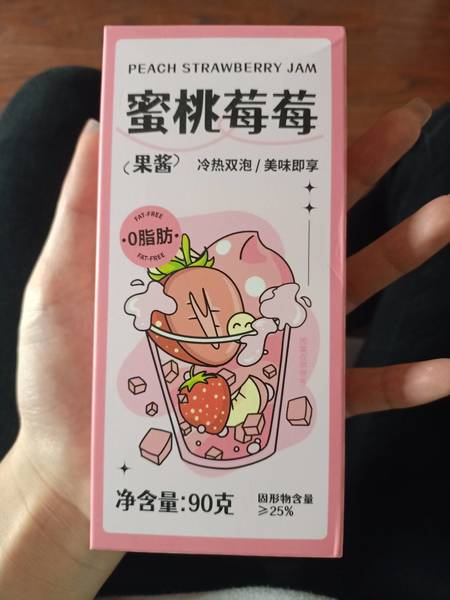 PEACH STRAWBERRY JAM
蜜桃莓莓
(果酱)
冷热双泡/美味即享
FAT-FREE
·0脂肪·
FAT-FREE
净含量:90克
固形物含量
≥25%